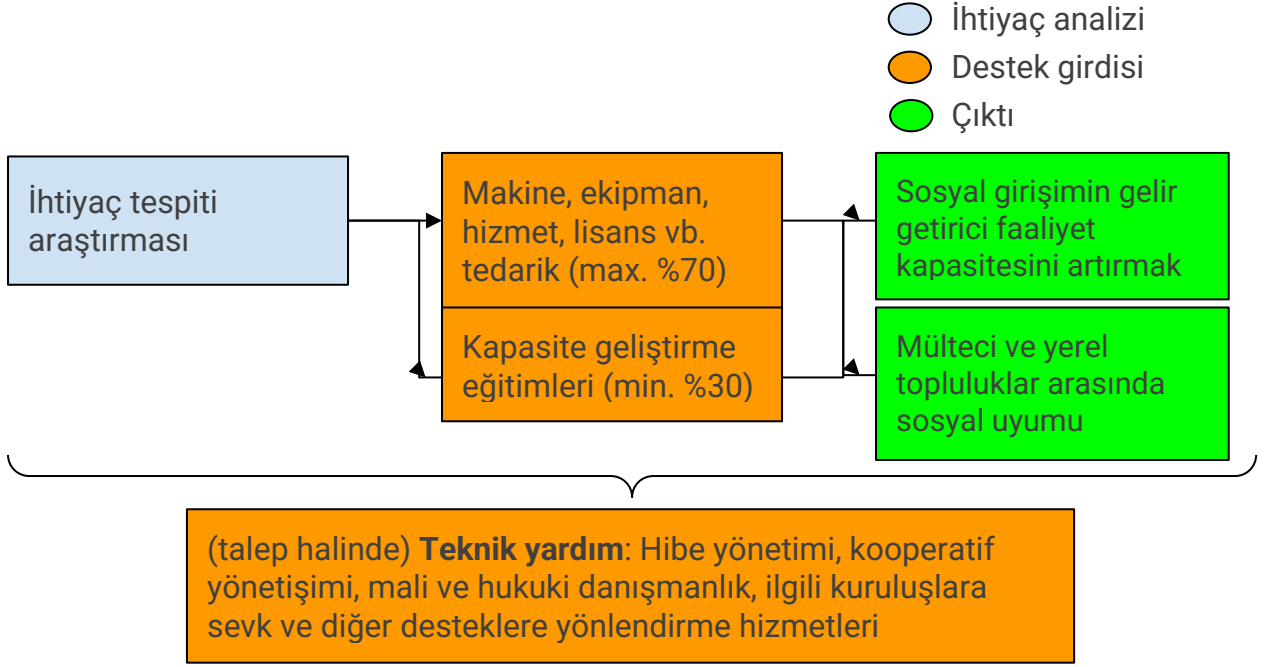 İhtiyaç analizi
Destek girdisi
Çıktı
İhtiyaç tespiti
araştırması
Makine, ekipman,
hizmet, lisans vb.
tedarik (max. %70)
Kapasite geliştirme
eğitimleri (min. %30)
Sosyal girişimin gelir
getirici faaliyet
kapasitesini artırmak
Mülteci ve yerel
topluluklar arasında
sosyal uyumu
(talep halinde) Teknik yardım: Hibe yönetimi, kooperatif
yönetişimi, mali ve hukuki danışmanlık, ilgili kuruluşlara
sevk ve diğer desteklere yönlendirme hizmetleri